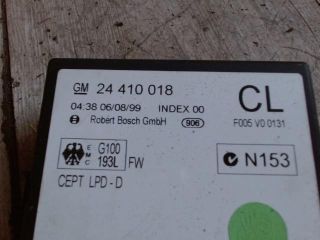 GM 24 410 018
04:38 06/08/99 INDEX 00
Robert Bosch GmbH 906
CL
F005 V0 0131
E M C G100 193L FW
N153
CEPT LPD - D